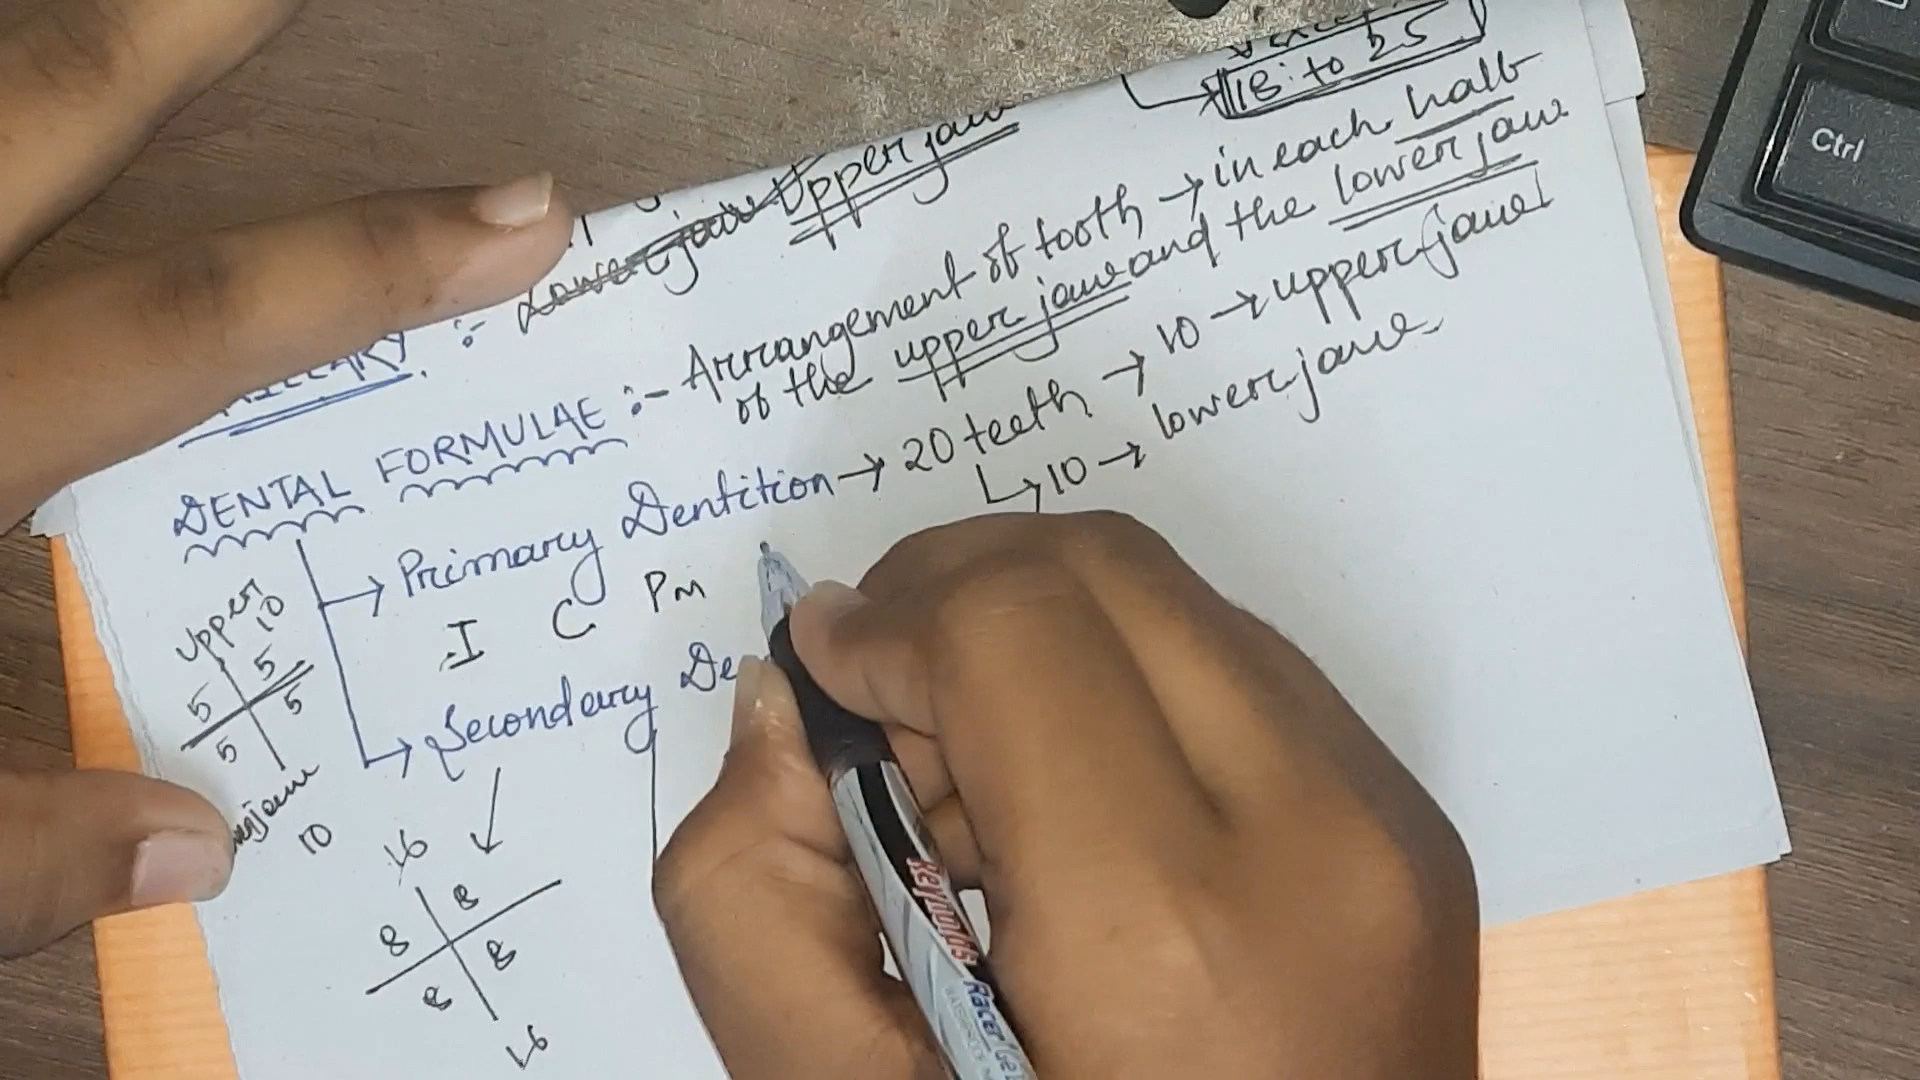 18 to 25
Lower jaw Upper jaw
:-
DENTAL FORMULAE :- Arrangement of tooth → in each half
of the upper jaw and the lower jaw
→ Primary Dentition → 20 teeth → 10 → upper jaw
→ 10 → lower jaw
I C PM
→ Secondary De
Upper
10
5 5
5 5
jaw
10
16
8 8
8 8
16
Reynolds Racer Gel
Ctrl